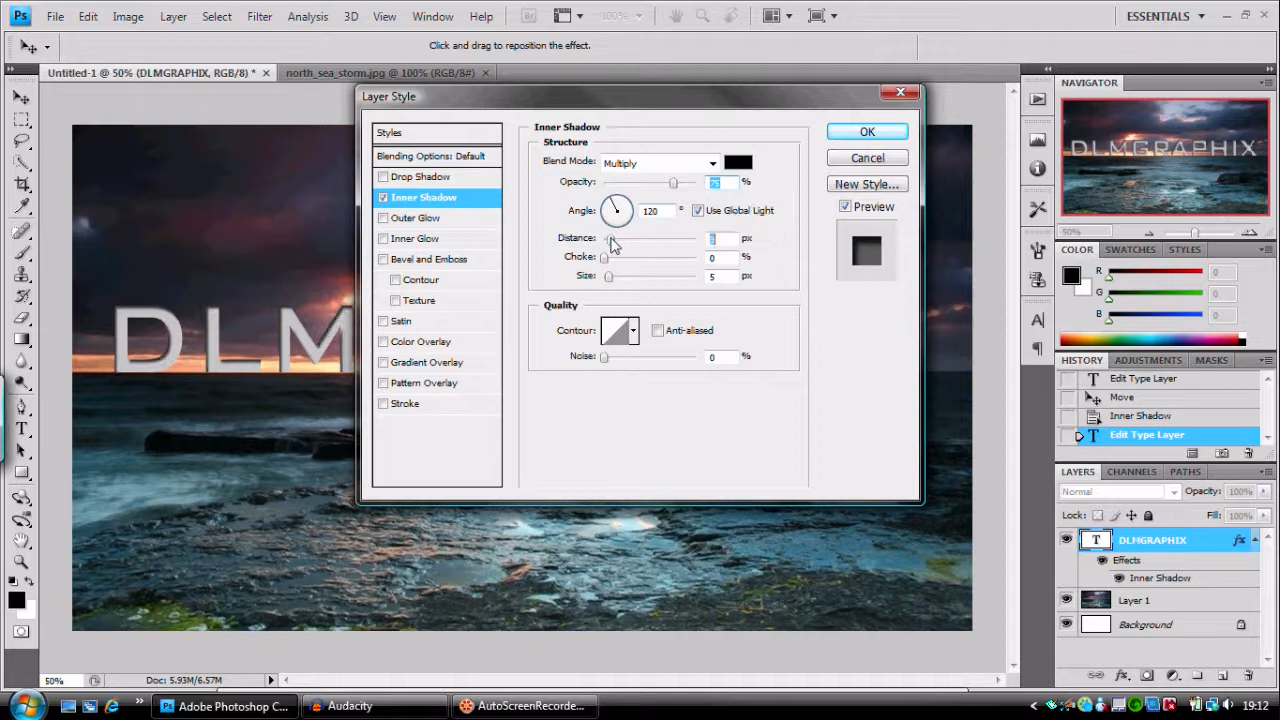 Ps File Edit Image Layer Select Filter Analysis 3D View Window Help Br 100% ESSENTIALS
Click and drag to reposition the effect.
Untitled-1 @ 50% (DLMGRAPHIX, RGB/8) * × north_sea_storm.jpg @ 100% (RGB/8#) ×
NAVIGATOR
DLMGRAPHIX
50%
Layer Style
Styles
Blending Options: Default
Drop Shadow
Inner Shadow
Outer Glow
Inner Glow
Bevel and Emboss
Contour
Texture
Satin
Color Overlay
Gradient Overlay
Pattern Overlay
Stroke
Inner Shadow
Structure
Blend Mode: Multiply
Opacity: 75 %
Angle: 120 ° Use Global Light
Distance: px
Choke: 0 %
Size: 5 px
Quality
Contour: Anti-aliased
Noise: 0 %
OK
Cancel
New Style...
Preview
DLM
COLOR SWATCHES STYLES
R 0
G 0
B 0
HISTORY ADJUSTMENTS MASKS
T Edit Type Layer
Move
Inner Shadow
T Edit Type Layer
LAYERS CHANNELS PATHS
Normal Opacity: 100%
Lock: Fill: 100%
T DLMGRAPHIX fx
Effects
Inner Shadow
Layer 1
Background
50% Doc: 5.93M/6.57M
Adobe Photoshop C... Audacity AutoScreenRecorde... 19:12